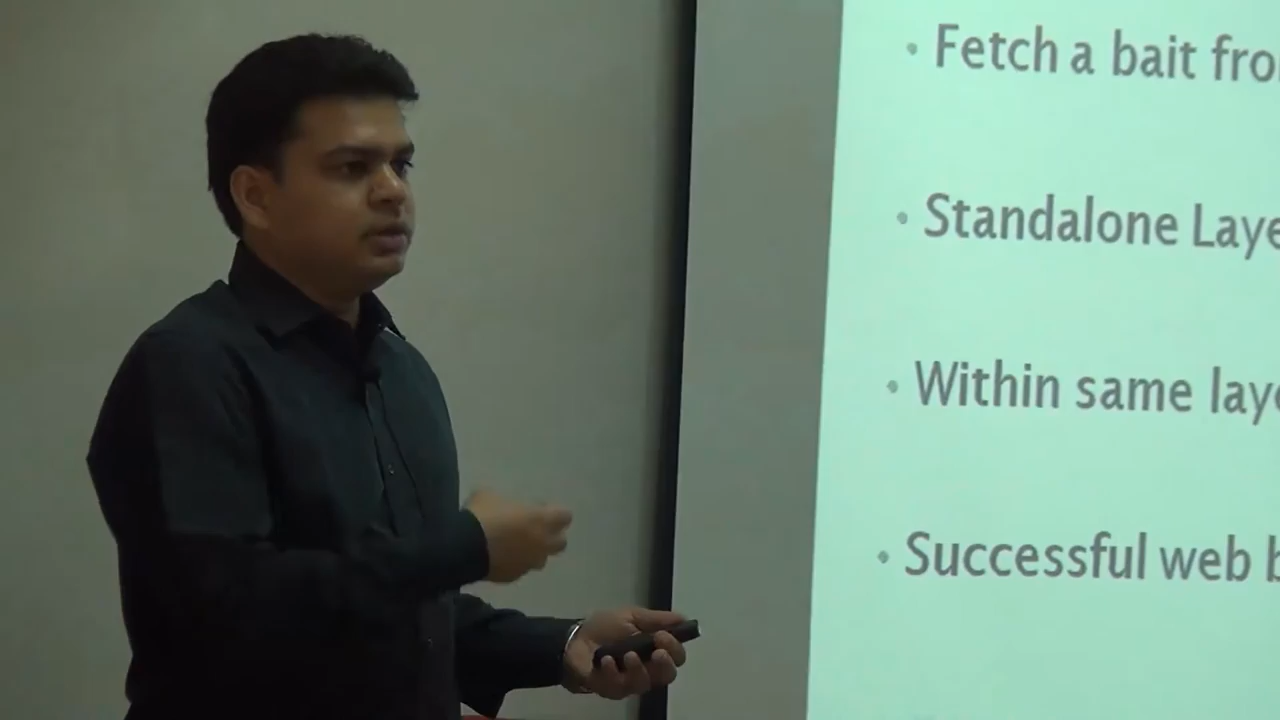 • Fetch a bait
• Standalone
• Within same
• Successful web